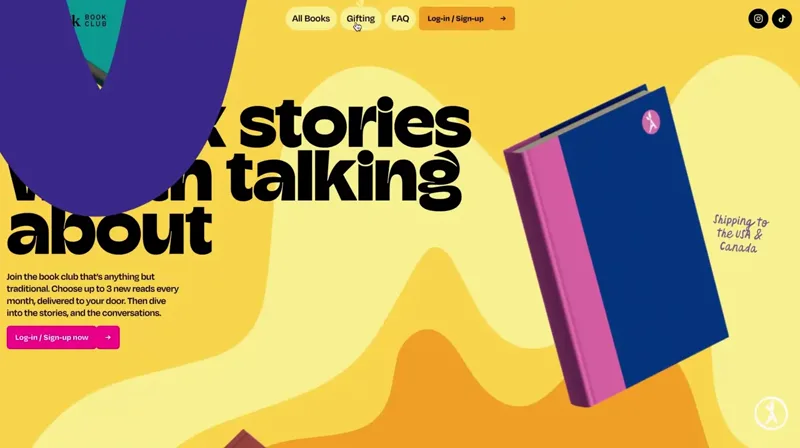 BOOK
CLUB
All Books
Gifting
FAQ
Log-in / Sign-up
stories
talking
about
Shipping to
the USA &
Canada
Join the book club that's anything but
traditional. Choose up to 3 new reads every
month, delivered to your door. Then dive
into the stories, and the conversations.
Log-in / Sign-up now